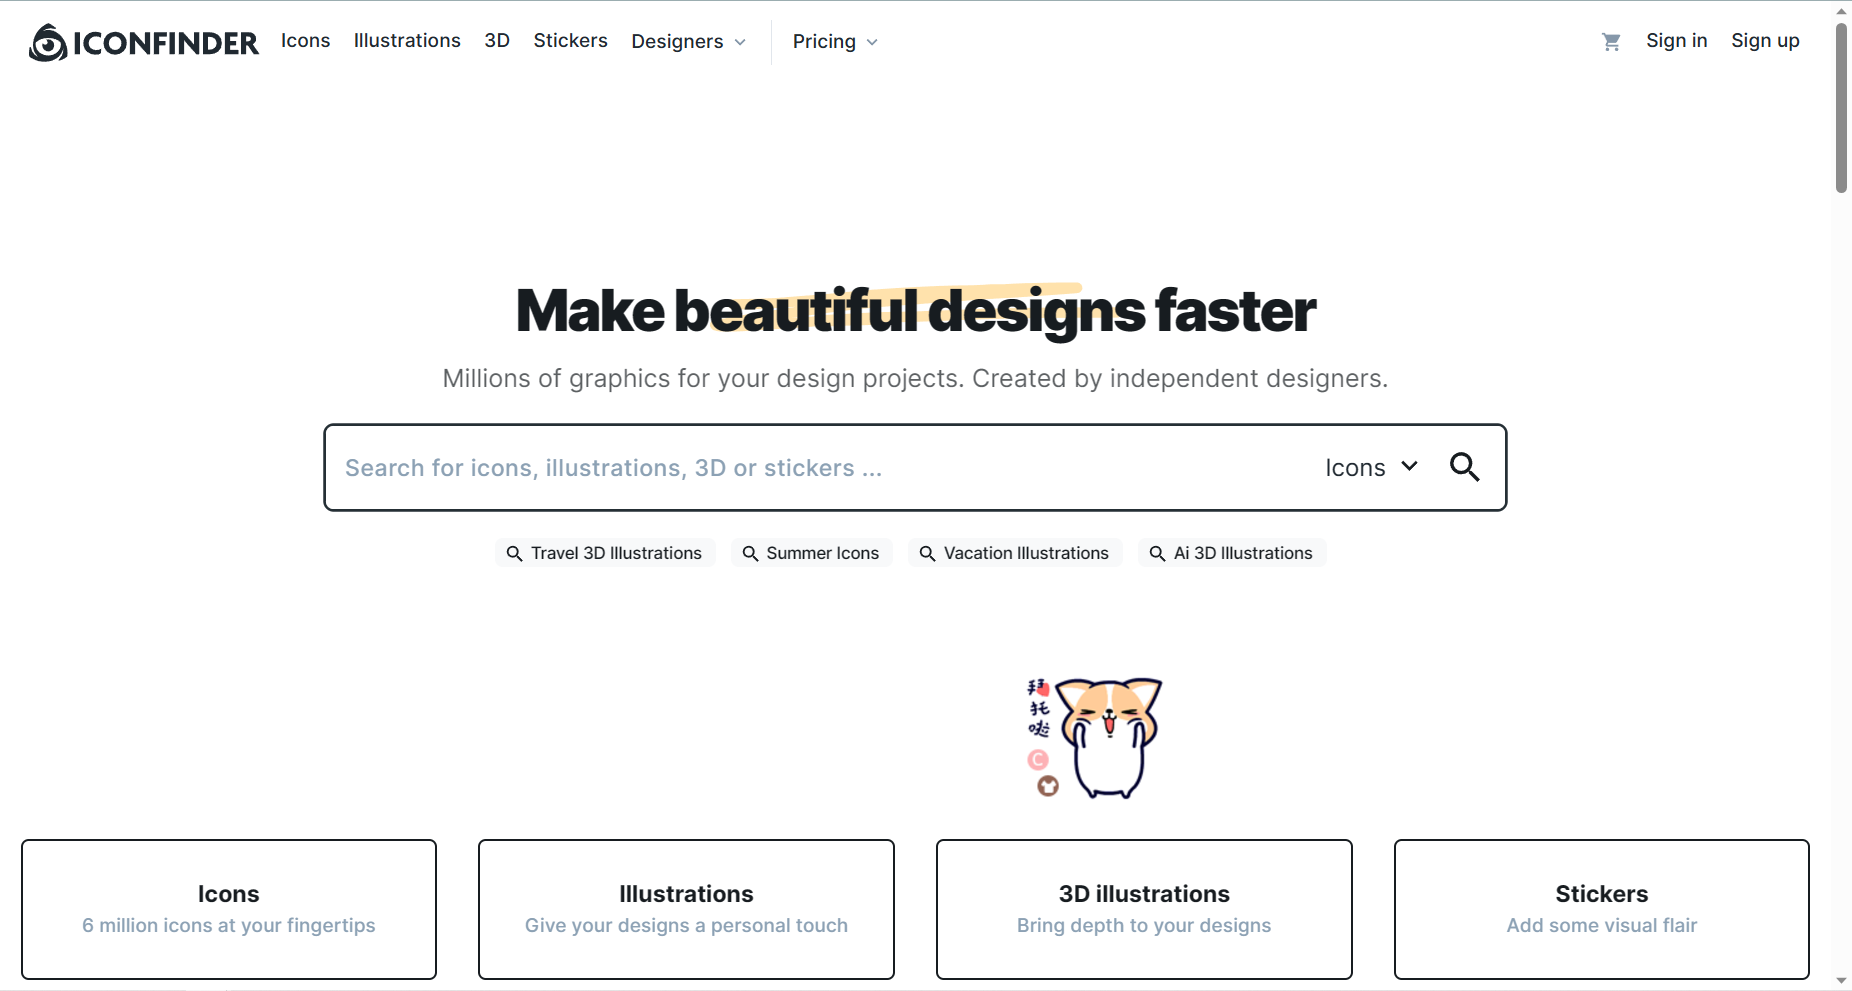 ICONFINDER
Icons
Illustrations
3D
Stickers
Designers
Pricing
Sign in
Sign up
Make beautiful designs faster
Millions of graphics for your design projects. Created by independent designers.
Search for icons, illustrations, 3D or stickers ...
Icons
Travel 3D Illustrations
Summer Icons
Vacation Illustrations
Ai 3D Illustrations
拜
托
哒
C
Icons
6 million icons at your fingertips
Illustrations
Give your designs a personal touch
3D illustrations
Bring depth to your designs
Stickers
Add some visual flair